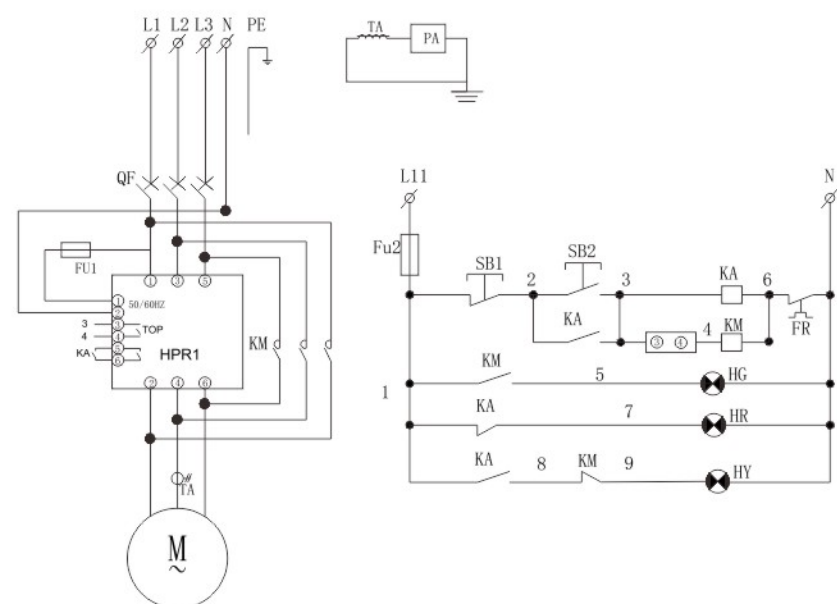 L1 L2 L3 N PE
TA PA
QF
FU1
① ③ ⑤
① 50/60HZ
②
3 ③ TOP
4 ④
KA ⑤
⑥
HPR1
② ④ ⑥
KM
TA
M
~
L11 N
Fu2
SB1 2 SB2 3 KA 6
KA ③ ④ 4 KM FR
1
KM 5 HG
KA 7 HR
KA 8 KM 9 HY